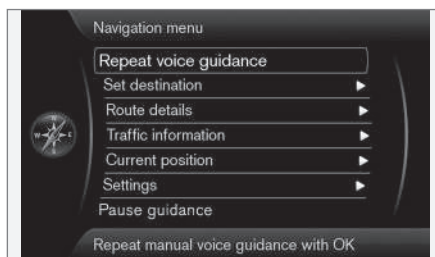 Navigation menu
Repeat voice guidance
Set destination
Route details
Traffic information
Current position
Settings
Pause guidance
N
W E
S
Repeat manual voice guidance with OK